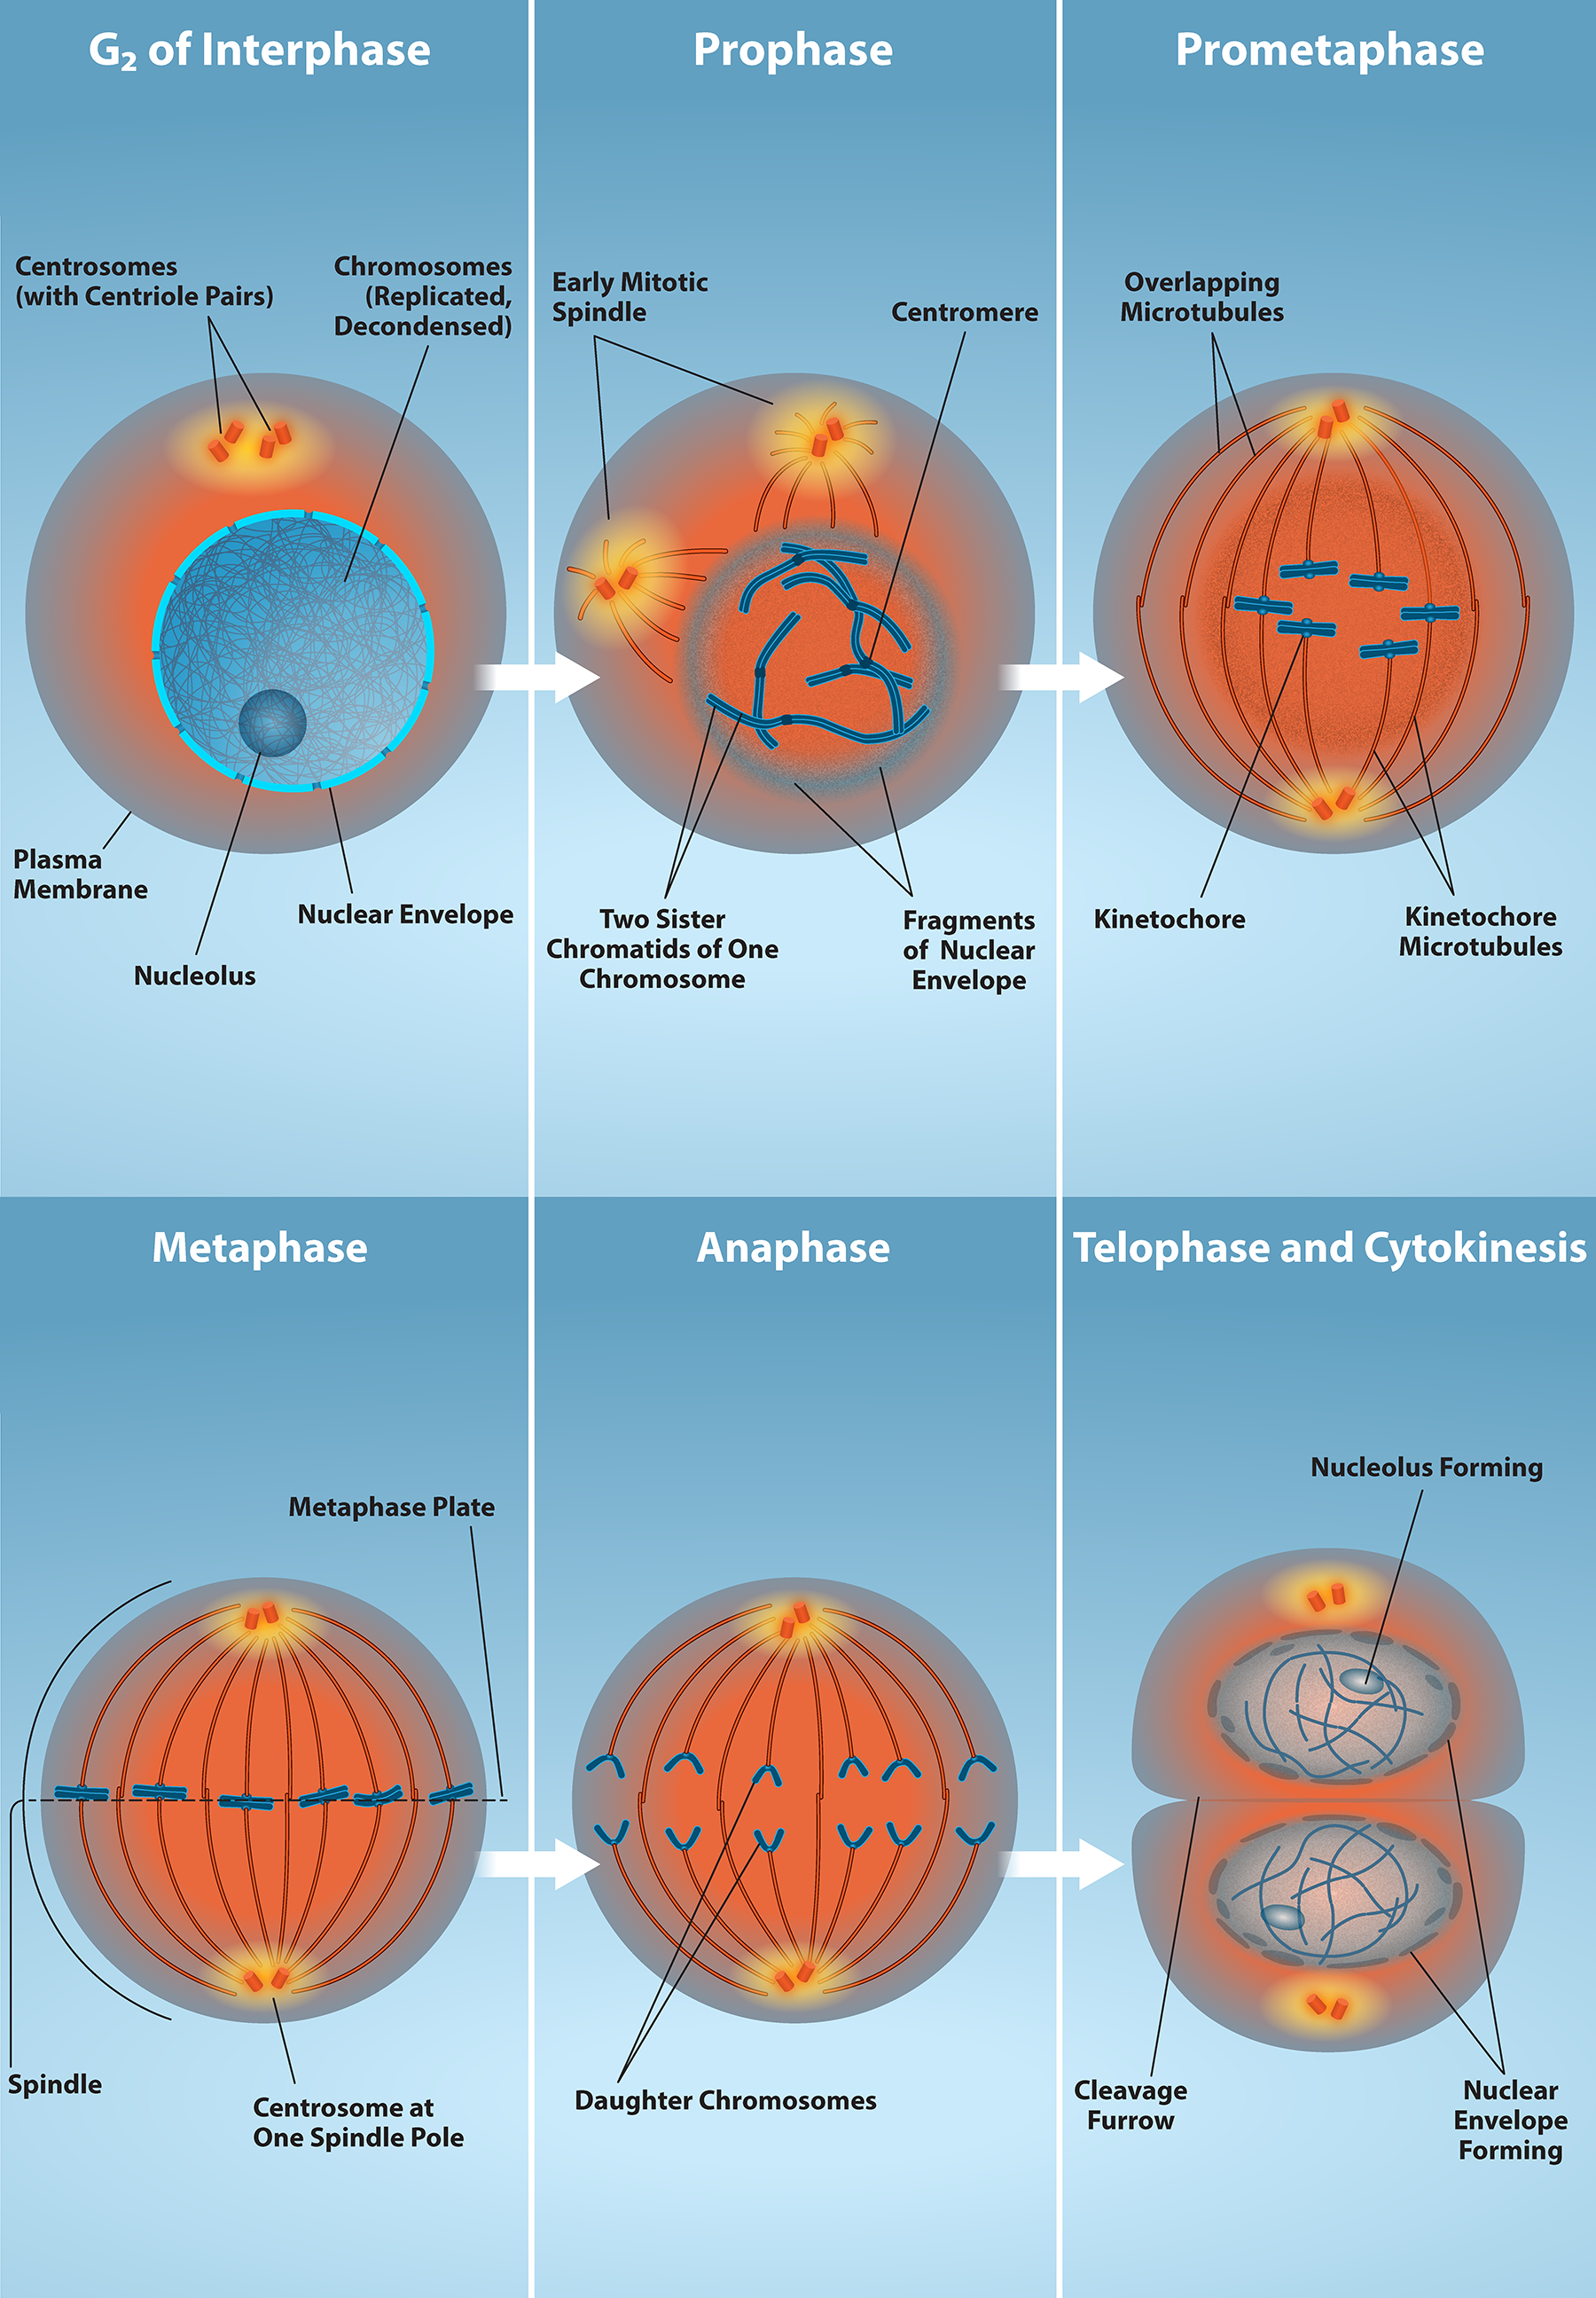 G₂ of Interphase
Centrosomes
(with Centriole Pairs)
Chromosomes
(Replicated,
Decondensed)
Plasma
Membrane
Nuclear Envelope
Nucleolus
Prophase
Early Mitotic
Spindle
Centromere
Two Sister
Chromatids of One
Chromosome
Fragments
of Nuclear
Envelope
Prometaphase
Overlapping
Microtubules
Kinetochore
Kinetochore
Microtubules
Metaphase
Metaphase Plate
Spindle
Centrosome at
One Spindle Pole
Anaphase
Daughter Chromosomes
Telophase and Cytokinesis
Nucleolus Forming
Cleavage
Furrow
Nuclear
Envelope
Forming